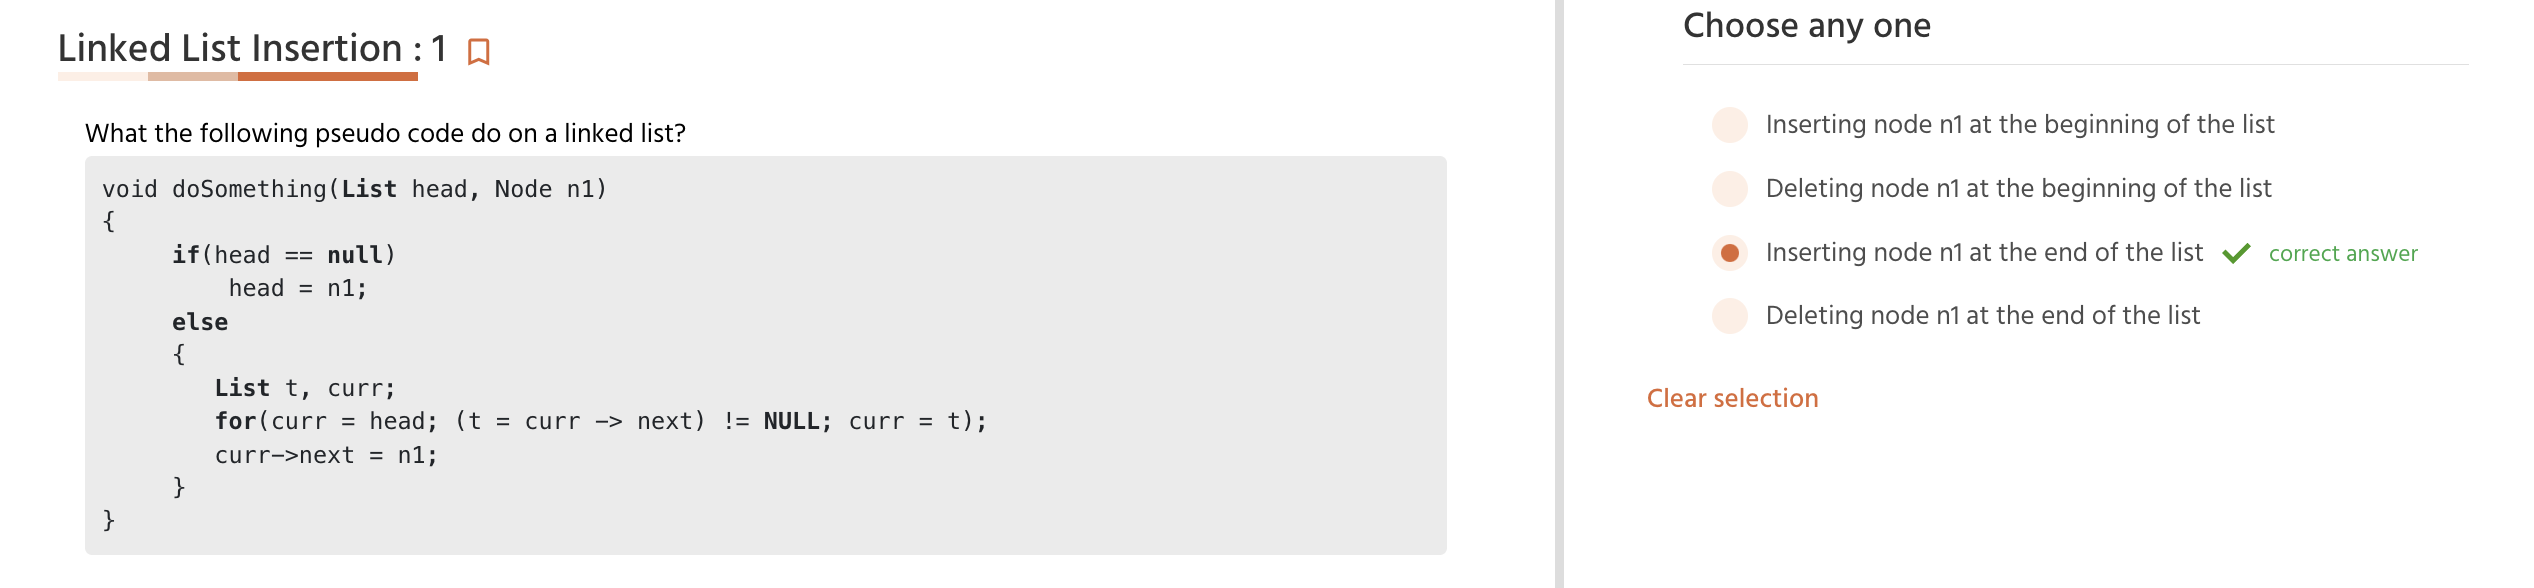 Linked List Insertion : 1
What the following pseudo code do on a linked list?
void doSomething(List head, Node n1)
{
     if(head == null)
         head = n1;
     else
     {
        List t, curr;
        for(curr = head; (t = curr -> next) != NULL; curr = t);
        curr->next = n1;
     }
}
Choose any one
Inserting node n1 at the beginning of the list
Deleting node n1 at the beginning of the list
Inserting node n1 at the end of the list correct answer
Deleting node n1 at the end of the list
Clear selection